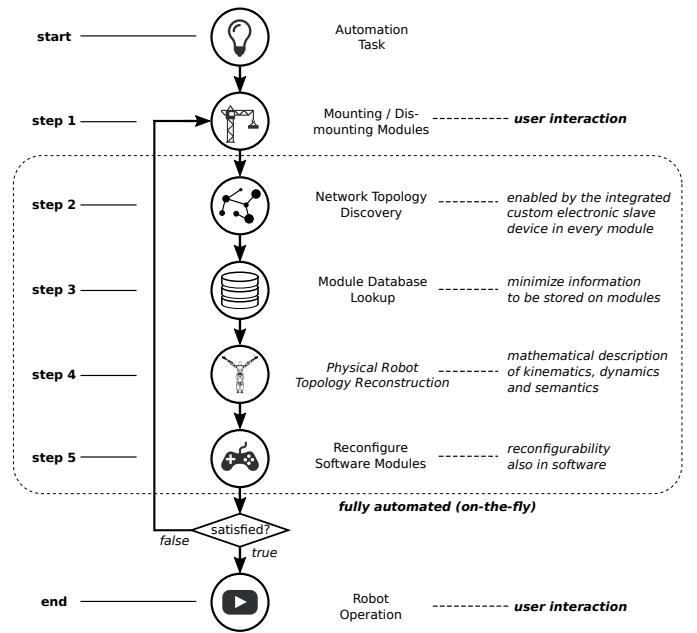 start
Automation
Task
step 1
Mounting / Dis-
mounting Modules
user interaction
step 2
Network Topology
Discovery
enabled by the integrated
custom electronic slave
device in every module
step 3
Module Database
Lookup
minimize information
to be stored on modules
step 4
Physical Robot
Topology Reconstruction
mathematical description
of kinematics, dynamics
and semantics
step 5
Reconfigure
Software Modules
reconfigurability
also in software
fully automated (on-the-fly)
satisfied?
false
true
end
Robot
Operation
user interaction